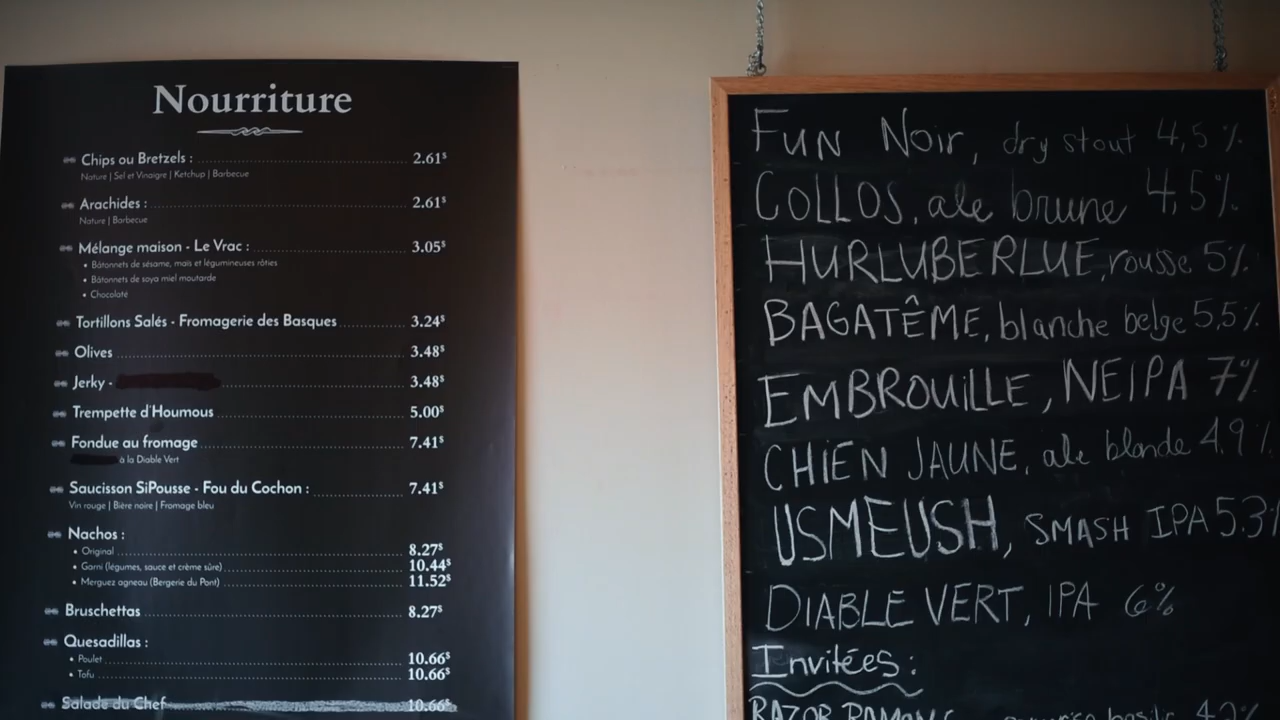 Nourriture
Chips ou Bretzels : 2.61$
Nature | Sel et Vinaigre | Ketchup | Barbecue
Arachides : 2.61$
Nature | Barbecue
Mélange maison - Le Vrac : 3.05$
• Bâtonnets de sésame, maïs et légumineuses rôties
• Bâtonnets de soya miel moutarde
• Chocolaté
Tortillons Salés - Fromagerie des Basques 3.24$
Olives 3.48$
Jerky - 3.48$
Trempette d'Houmous 5.00$
Fondue au fromage 7.41$
à la Diable Vert
Saucisson SiPousse - Fou du Cochon : 7.41$
Vin rouge | Bière noire | Fromage bleu
Nachos :
• Original 8.27$
• Garni (légumes, sauce et crème sûre) 10.44$
• Merguez agneau (Bergerie du Pont) 11.52$
Bruschettas 8.27$
Quesadillas :
• Poulet 10.66$
• Tofu 10.66$
Salade du Chef 10.66$
FUN NOIR, dry stout 4,5%
COLLOS, ale brune 4,5%
HURLUBERLUE, rousse 5%
BAGATÊME, blanche belge 5,5%
EMBROUILLE, NEIPA 7%
CHIEN JAUNE, ale blonde 4.9%
USMEUSH, SMASH IPA 5.3%
DIABLE VERT, IPA 6%
Invitées :
RAZOR